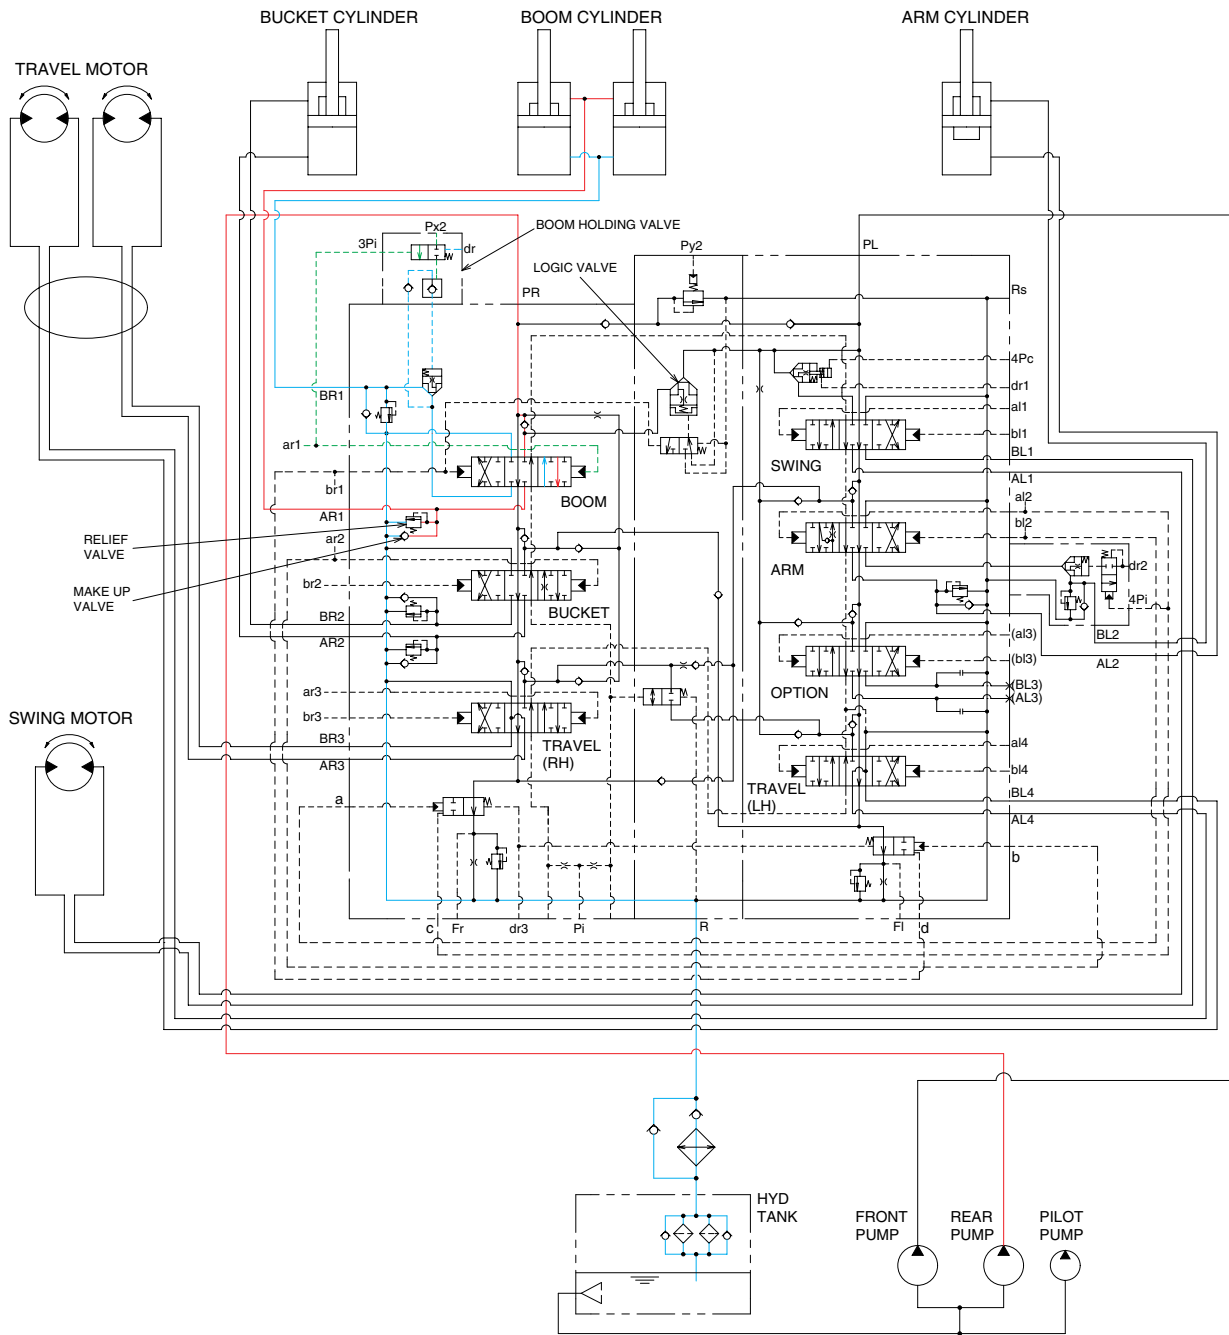 BUCKET CYLINDER
BOOM CYLINDER
ARM CYLINDER
TRAVEL MOTOR
BOOM HOLDING VALVE
Px2
3Pi
dr
Py2
PL
LOGIC VALVE
PR
Rs
4Pc
dr1
BR1
al1
bl1
ar1
SWING
BL1
br1
BOOM
AL1
al2
AR1
bl2
RELIEF
VALVE
ar2
ARM
dr2
br2
MAKE UP
VALVE
BUCKET
4Pi
BR2
AR2
(al3)
BL2
(bl3)
AL2
OPTION
(BL3)
(AL3)
ar3
br3
SWING MOTOR
BR3
AR3
TRAVEL
(RH)
al4
bl4
TRAVEL
(LH)
BL4
AL4
a
b
c
Fr
dr3
Pi
R
Fl
d
HYD
TANK
FRONT
PUMP
REAR
PUMP
PILOT
PUMP